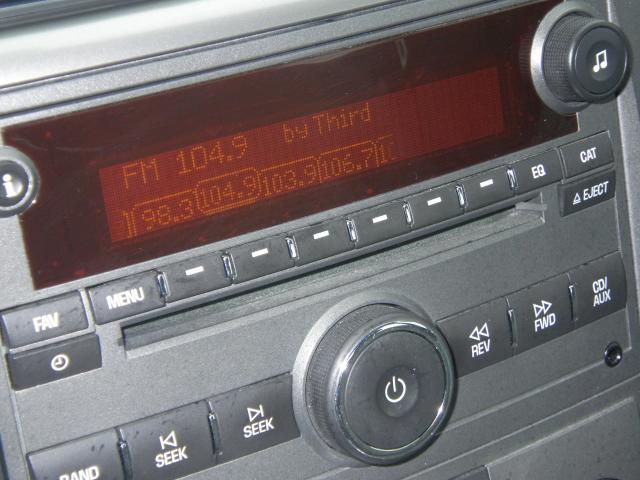 FM 104.9 by Third
98.3 104.9 103.9 106.7
i
EQ CAT
EJECT
FAV MENU
REV FWD CD/AUX
SEEK SEEK
BAND